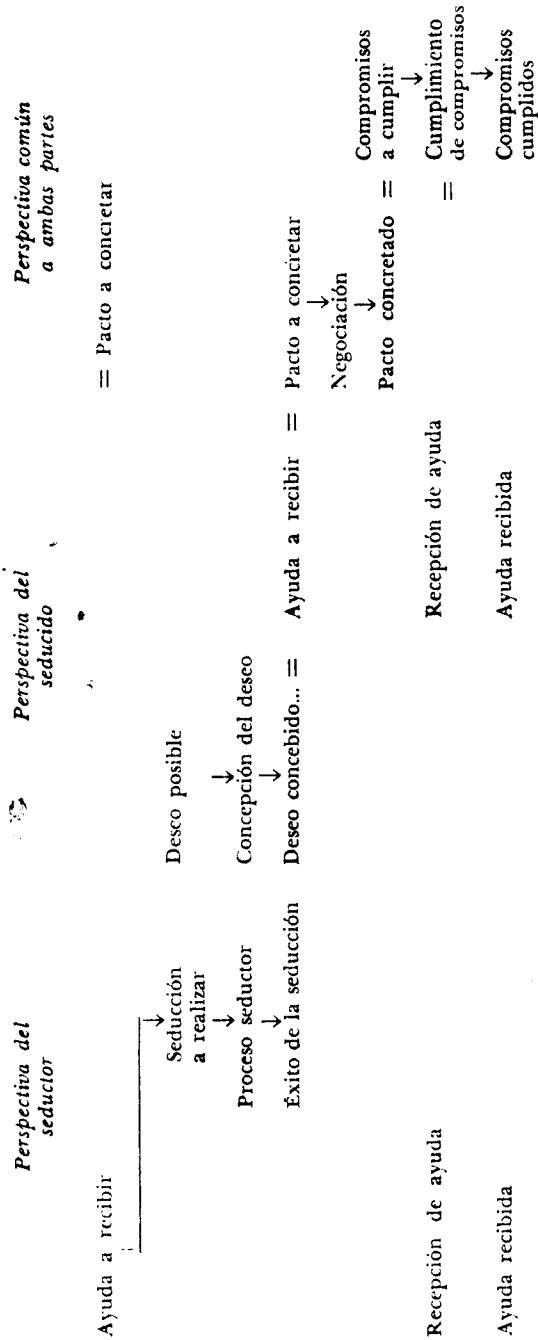 Perspectiva del
seductor
Perspectiva del
seducido
Perspectiva común
a ambas partes
Ayuda a recibir
= Pacto a concretar
Seducción
a realizar
Deseo posible
Proceso seductor
Concepción del deseo
Éxito de la seducción
Deseo concebido... =
Ayuda a recibir =
Pacto a concretar
Negociación
Pacto concretado =
Compromisos
a cumplir
Recepción de ayuda
Recepción de ayuda
=
Cumplimiento
de compromisos
Ayuda recibida
Ayuda recibida
Compromisos
cumplidos